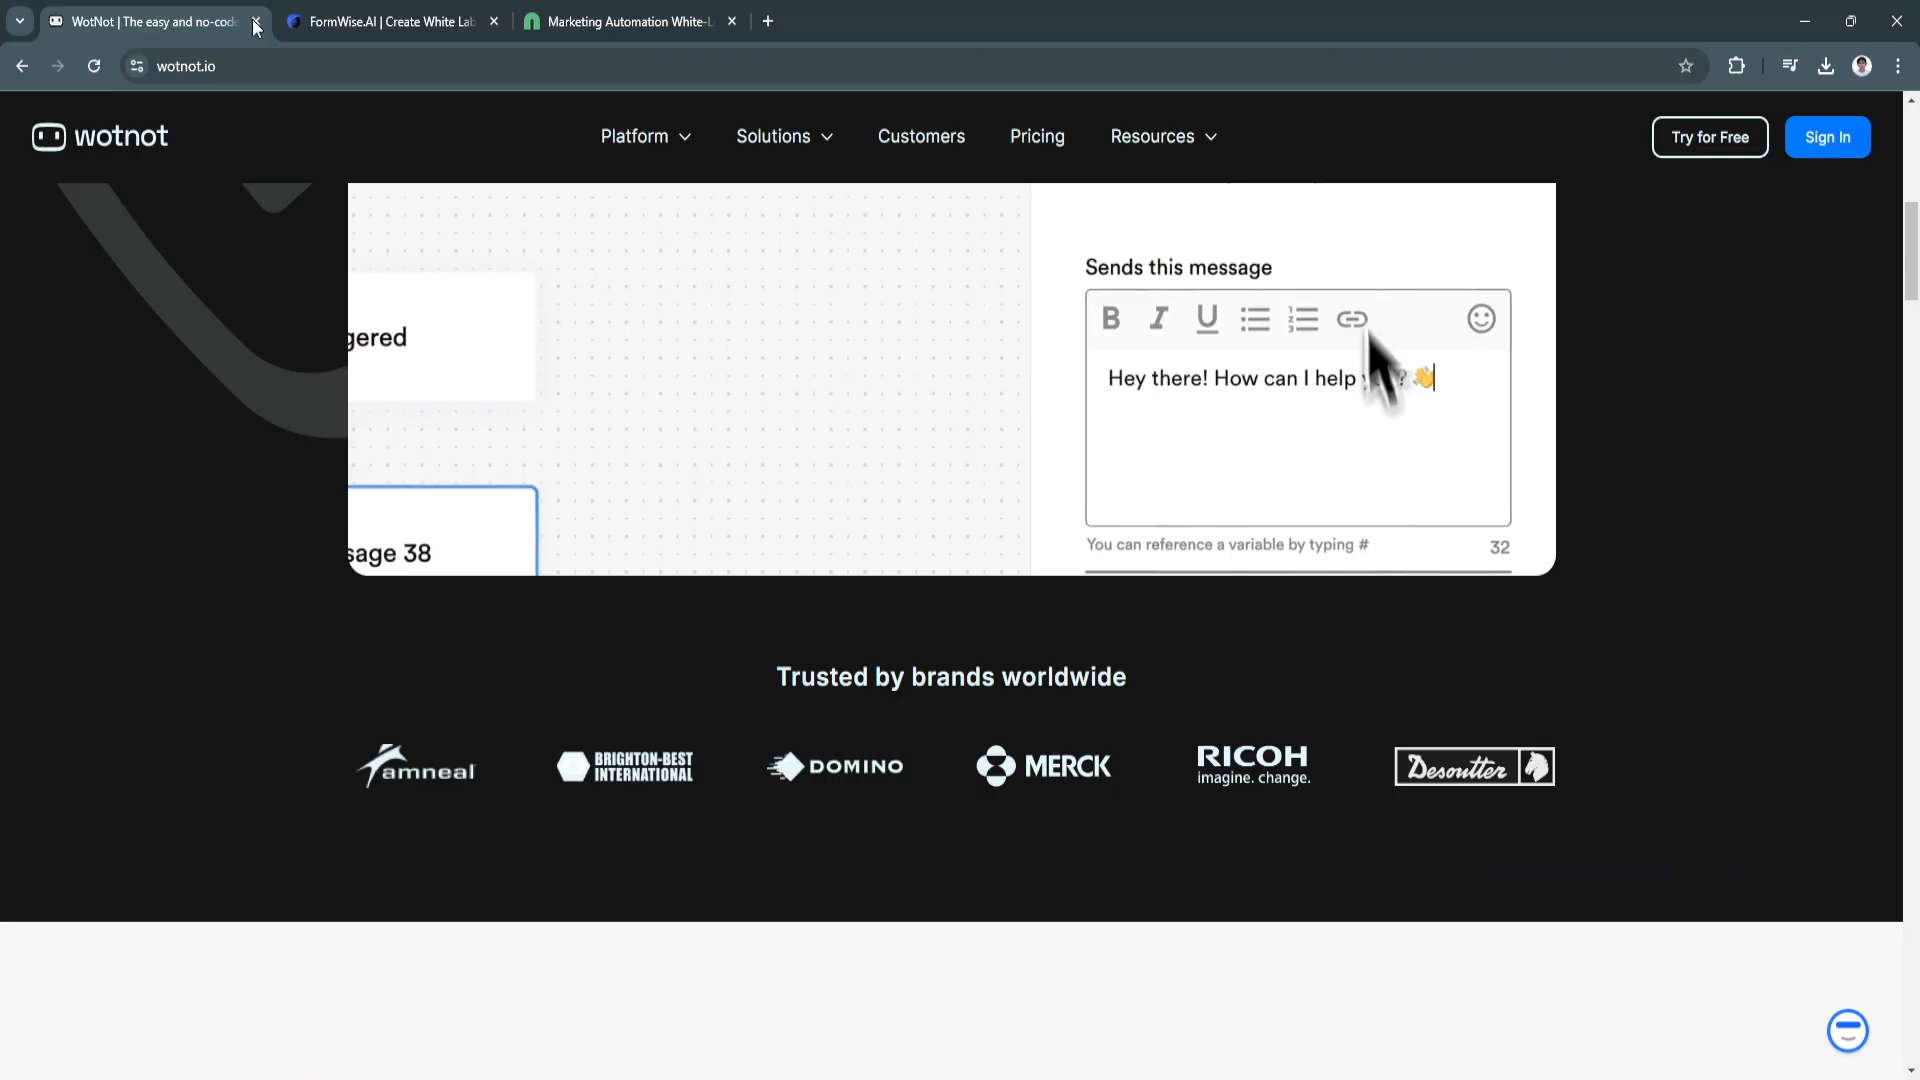 WotNot | The easy and no-code
FormWise.AI | Create White Lab
Marketing Automation White-L
wotnot.io
wotnot
Platform
Solutions
Customers
Pricing
Resources
Try for Free
Sign In
Sends this message
B I U
gered
Hey there! How can I help ? 👋
You can reference a variable by typing #
32
sage 38
Trusted by brands worldwide
amneal
BRIGHTON-BEST
INTERNATIONAL
DOMINO
MERCK
RICOH
imagine. change.
Desoutter